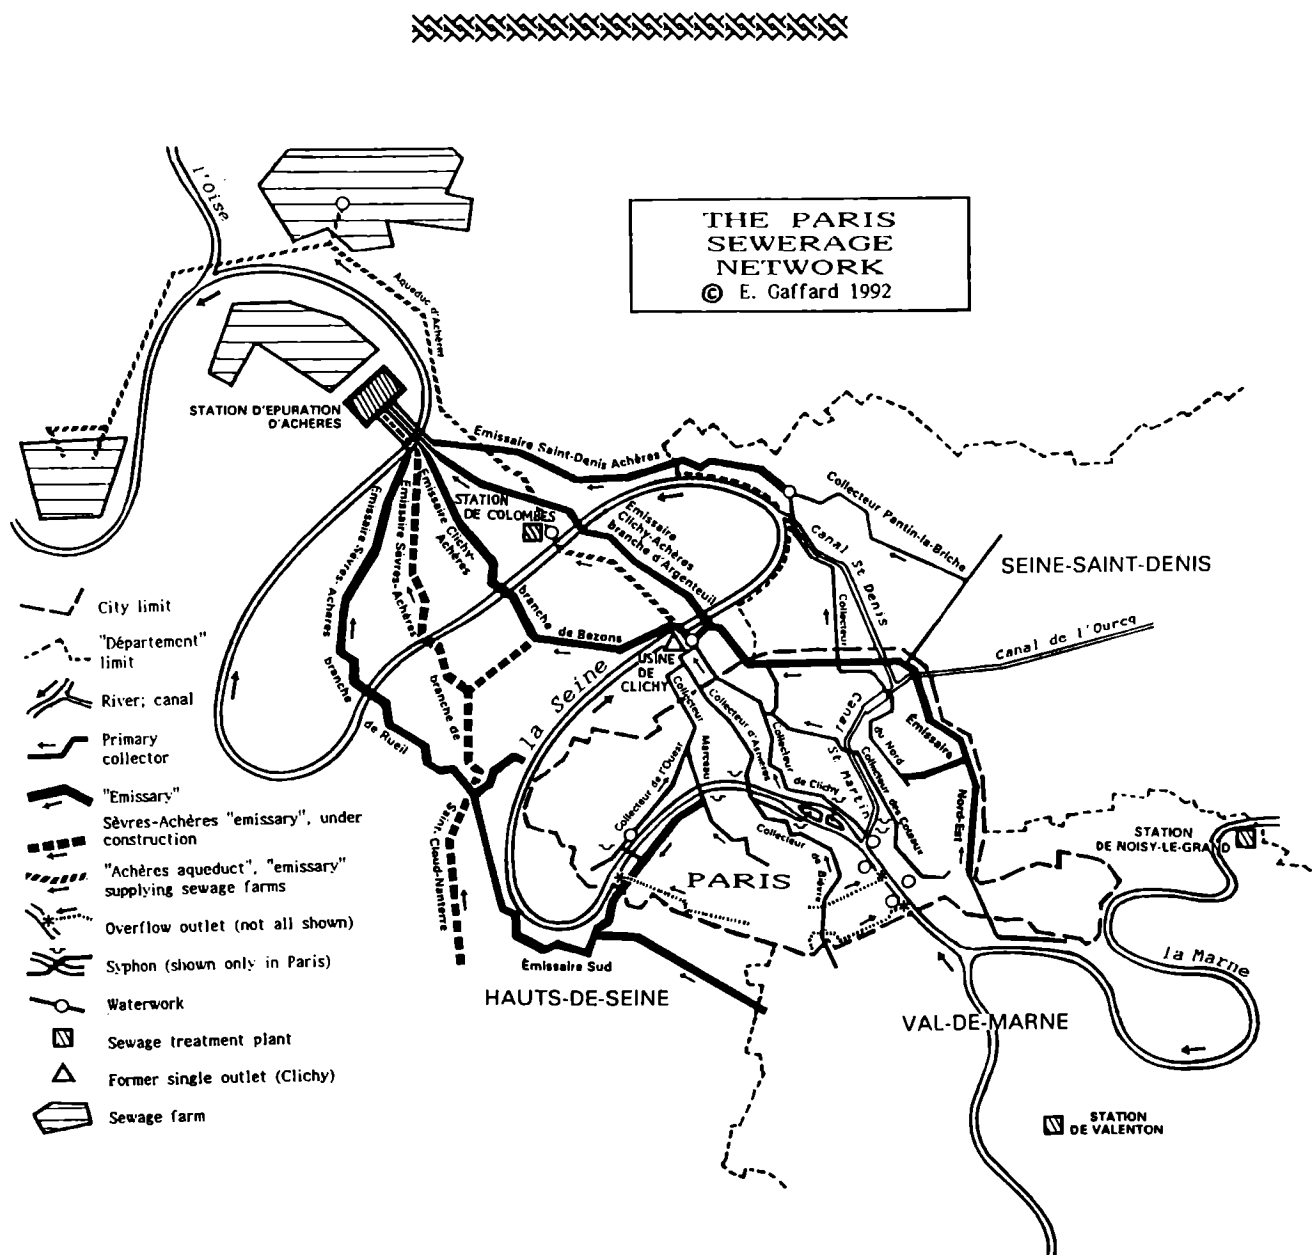 THE PARIS
SEWERAGE
NETWORK
© E. Gaffard 1992
l'Oise
Aqueduc d'Achères
STATION D'EPURATION
D'ACHERES
Emissaire Saint-Denis Achères
Collecteur Pantin-la-Briche
STATION
DE COLOMBES
Emissaire
Clichy-Achères
branche d'Argenteuil
Emissaire Clichy-
Achères
branche
de Bezons
Emissaire Sèvres-Achères
Emissaire Sèvres-
Achères
branche
de Rueil
branche de
Saint-
Cloud-Nanterre
Canal St Denis
Collecteur
SEINE-SAINT-DENIS
Canal de l'Ourcq
USINE
DE
CLICHY
la Seine
Collecteur
Marceau
Collecteur d'Asnières
Collecteur
de Clichy
Canal
St. Martin
du Nord
Collecteur des Coteaux
Émissaire
Nord-Est
Collecteur de l'Ouest
Collecteur
de Bièvre
PARIS
STATION
DE NOISY-LE-GRAND
la Marne
Émissaire Sud
HAUTS-DE-SEINE
VAL-DE-MARNE
STATION
DE VALENTON
City limit
"Département"
limit
River; canal
Primary
collector
"Emissary"
Sèvres-Achères "emissary", under
construction
"Achères aqueduct", "emissary"
supplying sewage farms
Overflow outlet (not all shown)
Syphon (shown only in Paris)
Waterwork
Sewage treatment plant
Former single outlet (Clichy)
Sewage farm